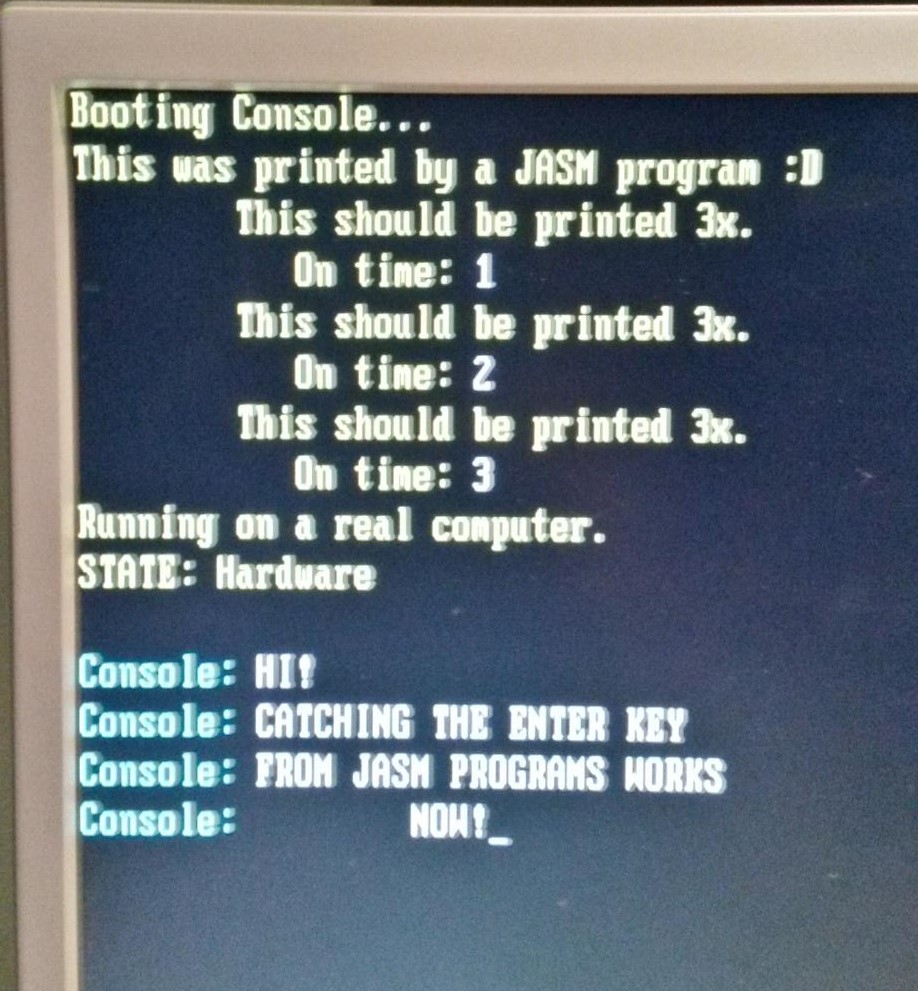 Booting Console...
This was printed by a JASM program :D
This should be printed 3x.
On time: 1
This should be printed 3x.
On time: 2
This should be printed 3x.
On time: 3
Running on a real computer.
STATE: Hardware
Console: HI!
Console: CATCHING THE ENTER KEY
Console: FROM JASM PROGRAMS WORKS
Console: NOW!_